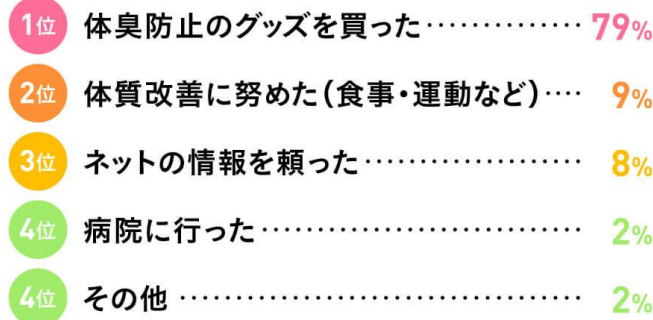 1位 体臭防止のグッズを買った…………… 79%
2位 体質改善に努めた(食事・運動など)…… 9%
3位 ネットの情報を頼った…………………… 8%
4位 病院に行った……………………………… 2%
4位 その他 …………………………………… 2%